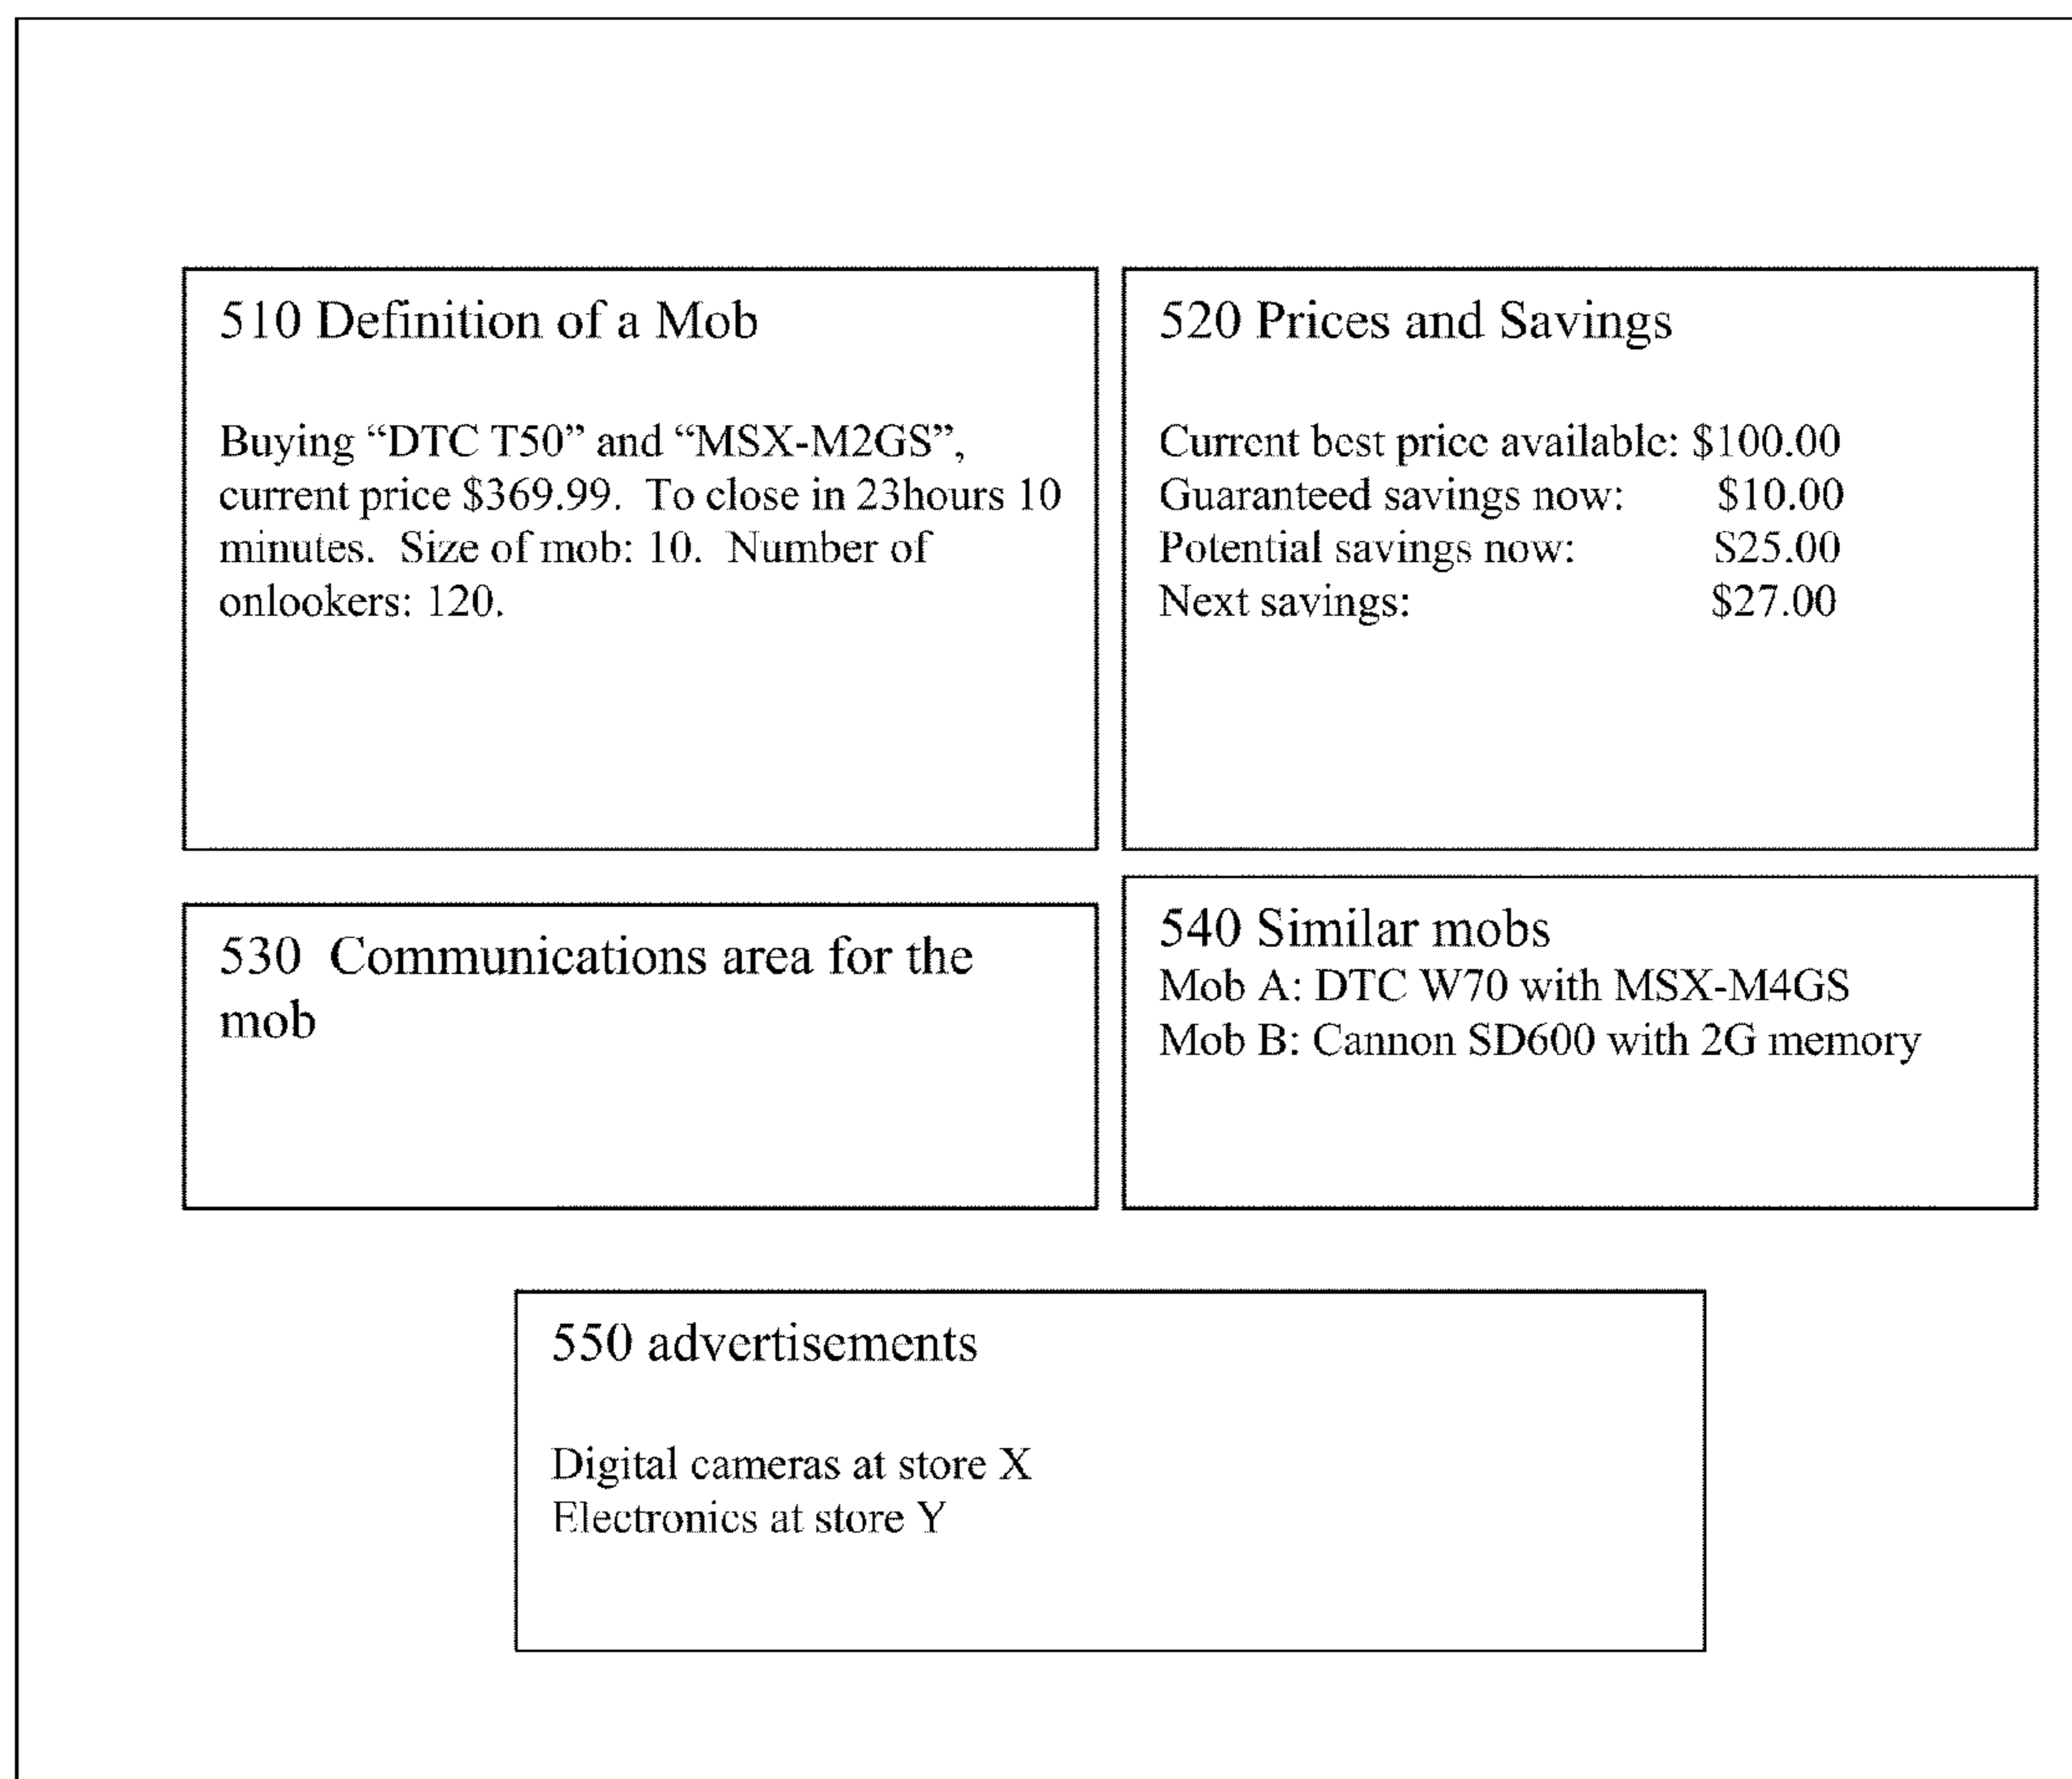 510 Definition of a Mob
Buying “DTC T50” and “MSX-M2GS”,
current price $369.99. To close in 23hours 10
minutes. Size of mob: 10. Number of
onlookers: 120.
520 Prices and Savings
Current best price available: $100.00
Guaranteed savings now: $10.00
Potential savings now: $25.00
Next savings: $27.00
530 Communications area for the
mob
540 Similar mobs
Mob A: DTC W70 with MSX-M4GS
Mob B: Cannon SD600 with 2G memory
550 advertisements
Digital cameras at store X
Electronics at store Y